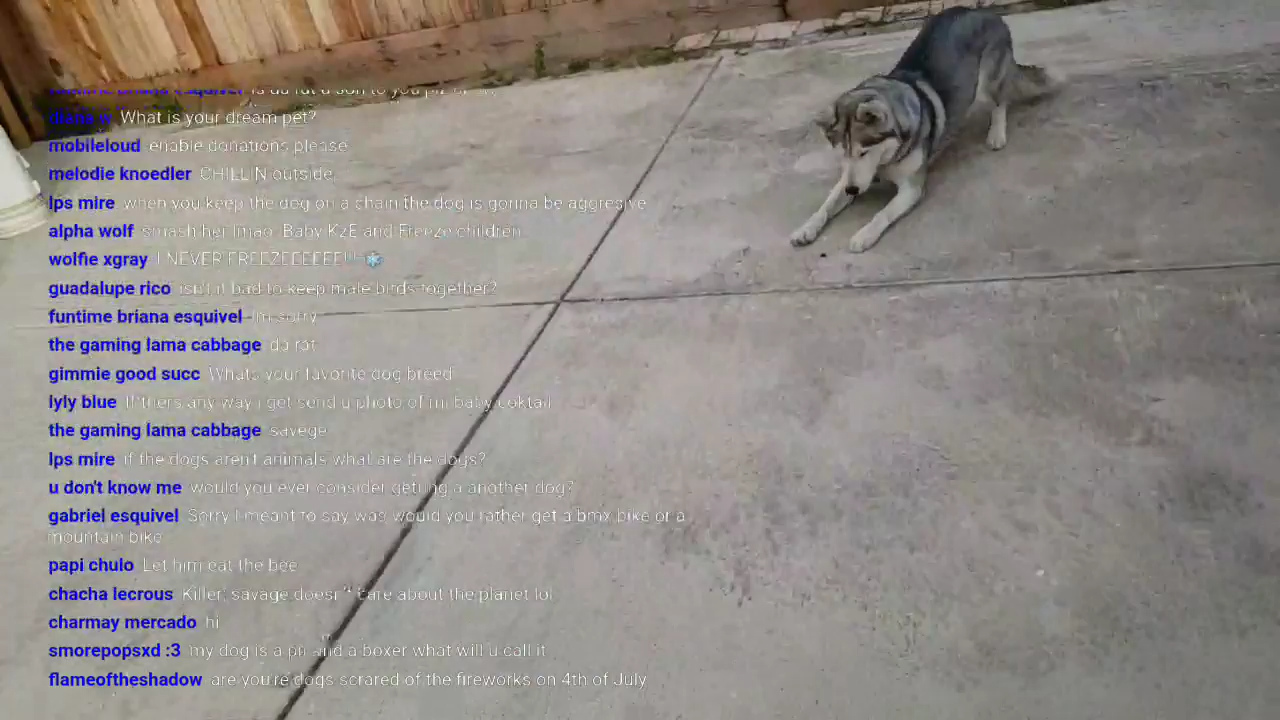 diana w What is your dream pet?
mobileloud enable donations please
melodie knoedler CHILLIN outside
lps mire when you keep the dog on a chain the dog is gonna be aggresive
alpha wolf smash her lmao. Baby KzE and Freeze children
wolfie xgray I NEVER FREEZEEEEEE!!! ❄️
guadalupe rico isn't it bad to keep male birds together?
funtime briana esquivel Im sorry
the gaming lama cabbage da rat
gimmie good succ Whats your favorite dog breed
lyly blue If thers any way i get send u photo of mi baby coktail
the gaming lama cabbage savege
lps mire if the dogs aren't animals what are the dogs?
u don't know me would you ever consider getting a another dog?
gabriel esquivel Sorry I meant to say was would you rather get a bmx bike or a
mountain bike
papi chulo Let him eat the bee
chacha lecrous Killer; savage doesn't care about the planet lol
charmay mercado hi
smorepopsxd :3 my dog is a pit and a boxer what will u call it
flameoftheshadow are you're dogs scrared of the fireworks on 4th of July